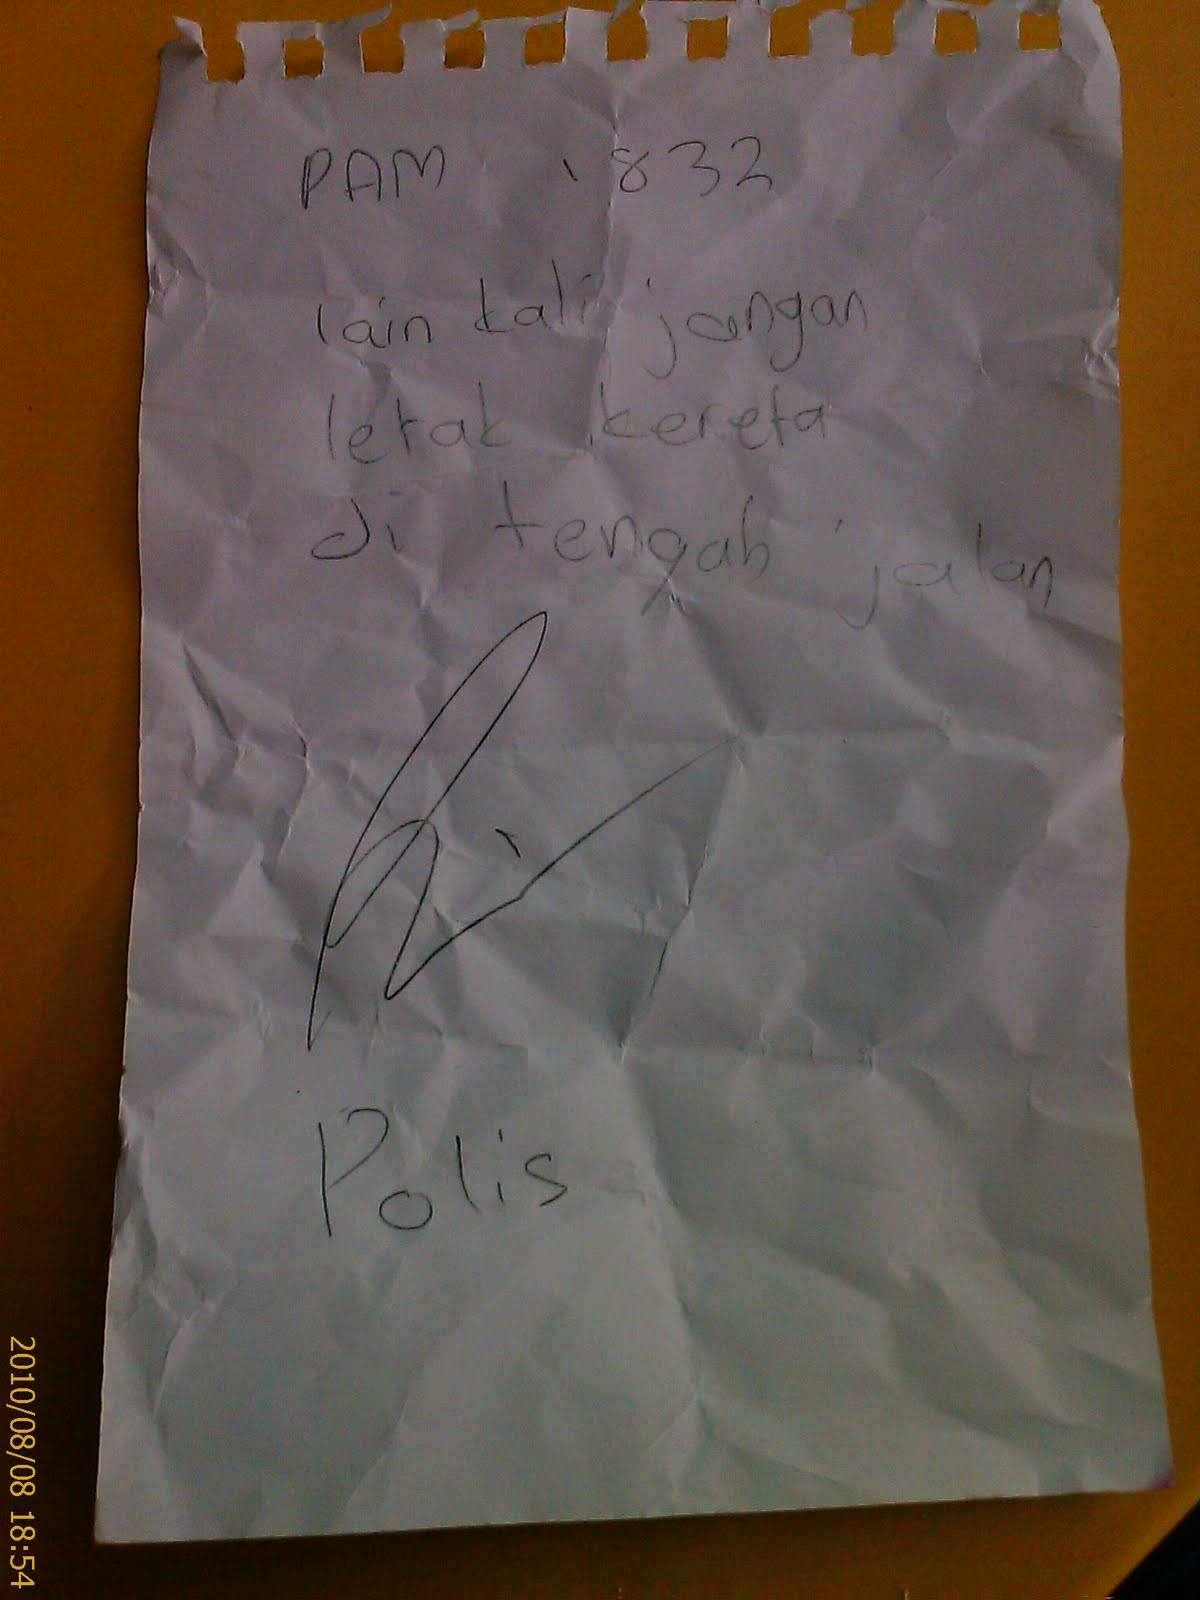 PAM 1832
lain kali jangan
letak kereta
di tengah jalan
Polis
2010/08/08 18:54